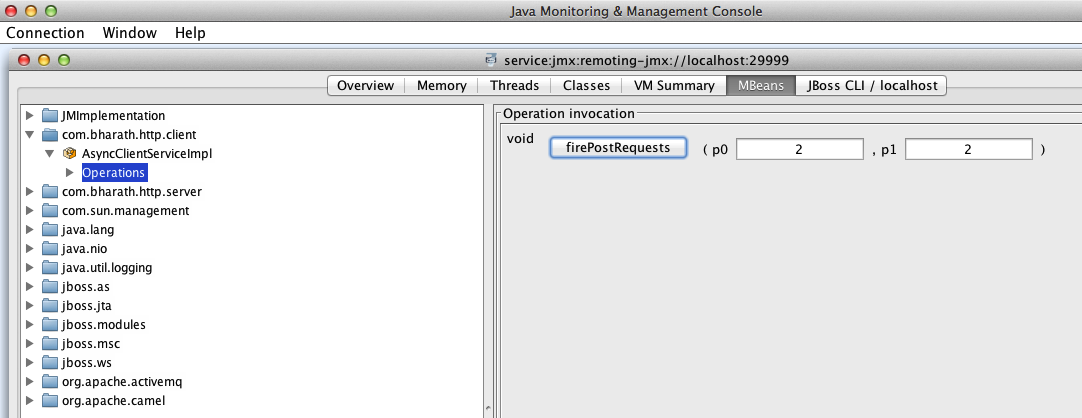 Java Monitoring & Management Console
Connection Window Help
service:jmx:remoting-jmx://localhost:29999
Overview Memory Threads Classes VM Summary MBeans JBoss CLI / localhost
JMImplementation
com.bharath.http.client
AsyncClientServiceImpl
Operations
com.bharath.http.server
com.sun.management
java.lang
java.nio
java.util.logging
jboss.as
jboss.jta
jboss.modules
jboss.msc
jboss.ws
org.apache.activemq
org.apache.camel
Operation invocation
void firePostRequests ( p0 2 , p1 2 )